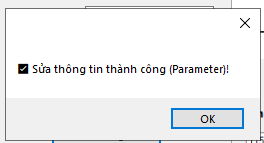 ☑ Sửa thông tin thành công (Parameter)!
OK